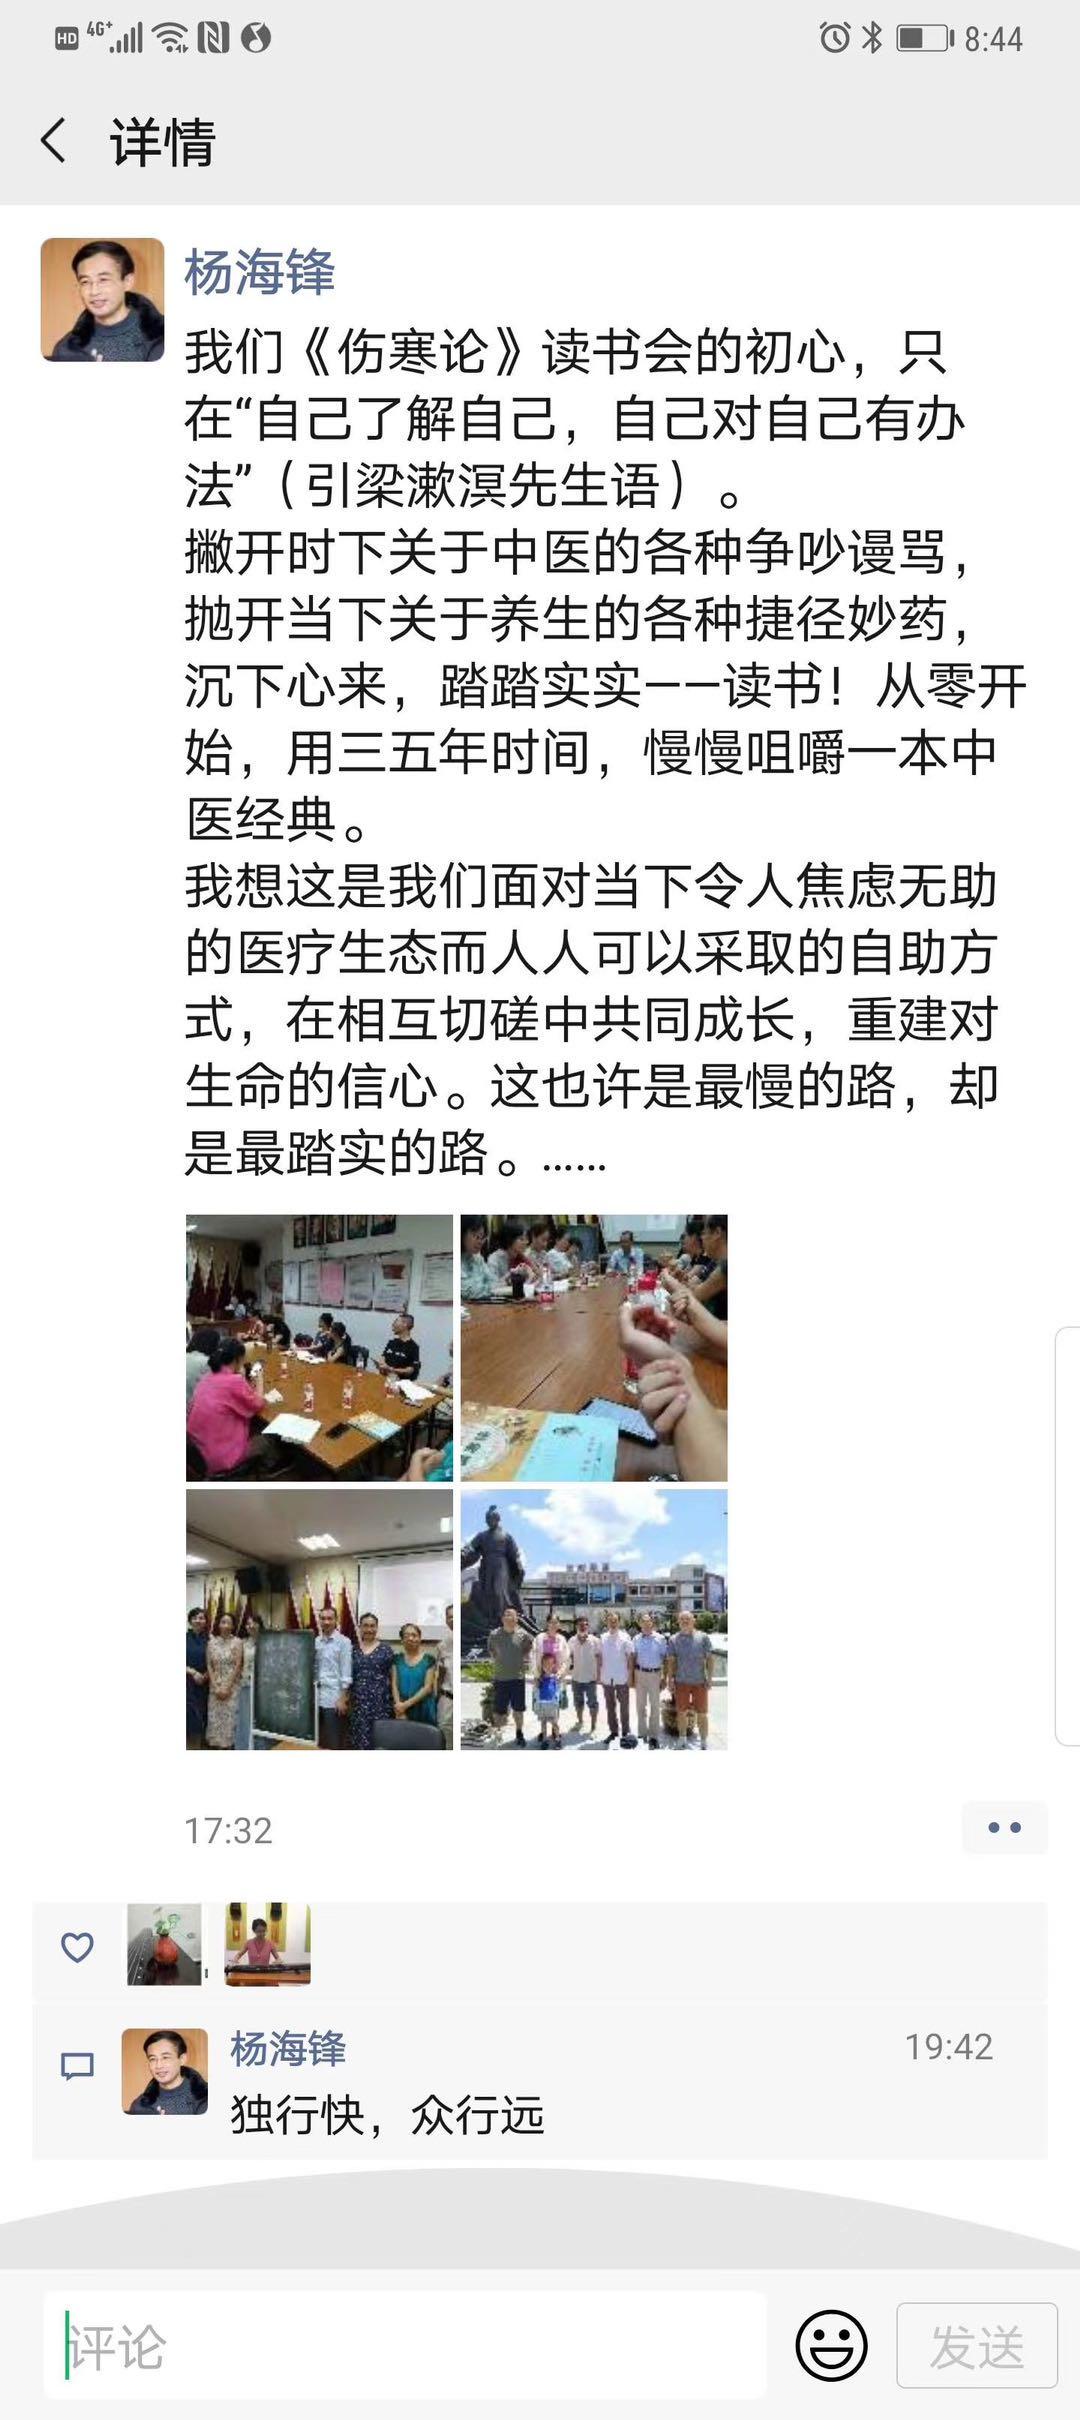 HD 4G+ 8:44
详情
杨海锋
我们《伤寒论》读书会的初心，只
在“自己了解自己，自己对自己有办
法”（引梁漱溟先生语）。
撇开时下关于中医的各种争吵谩骂，
抛开当下关于养生的各种捷径妙药，
沉下心来，踏踏实实——读书！从零开
始，用三五年时间，慢慢咀嚼一本中
医经典。
我想这是我们面对当下令人焦虑无助
的医疗生态而人人可以采取的自助方
式，在相互切磋中共同成长，重建对
生命的信心。这也许是最慢的路，却
是最踏实的路。……
17:32
杨海锋 19:42
独行快，众行远
评论 发送